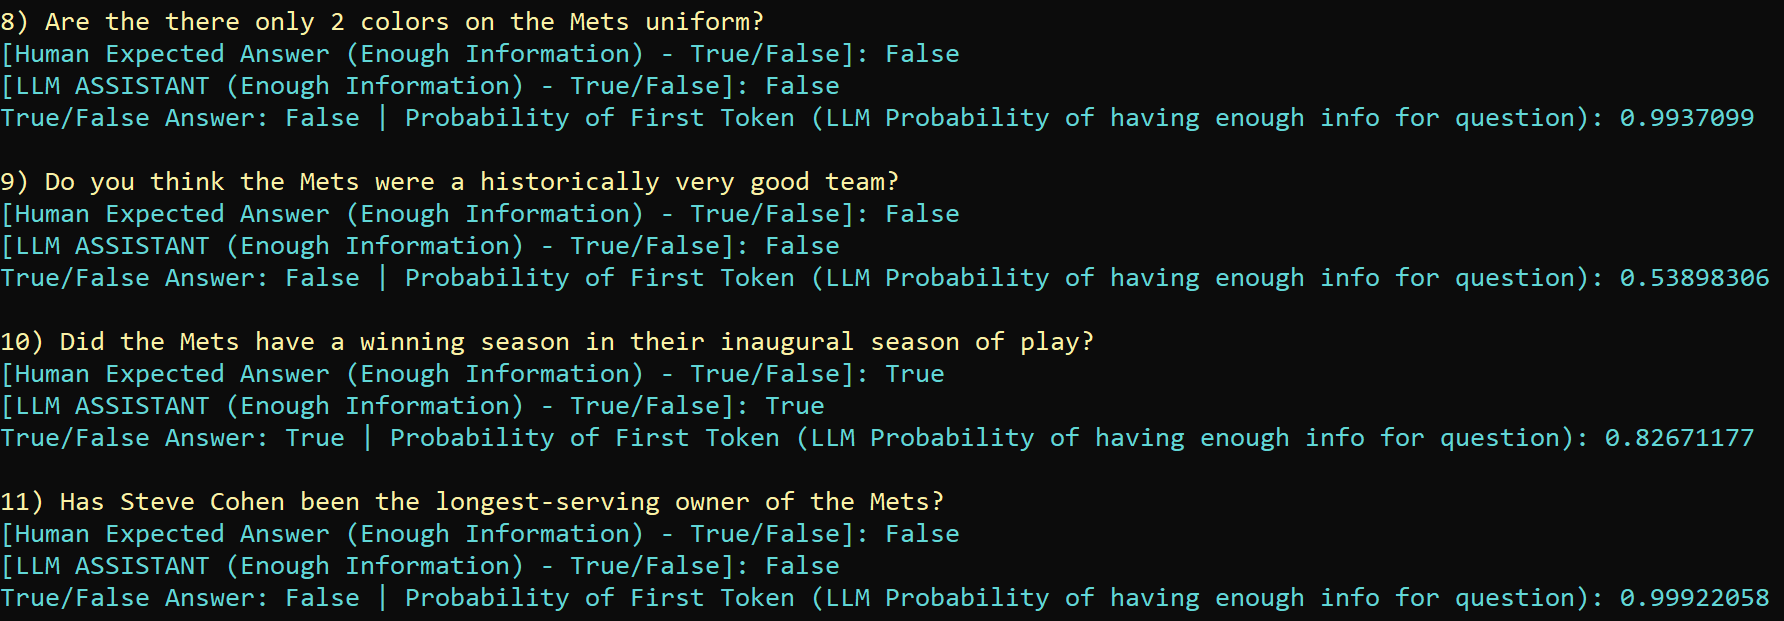 8) Are the there only 2 colors on the Mets uniform?
[Human Expected Answer (Enough Information) - True/False]: False
[LLM ASSISTANT (Enough Information) - True/False]: False
True/False Answer: False | Probability of First Token (LLM Probability of having enough info for question): 0.9937099
9) Do you think the Mets were a historically very good team?
[Human Expected Answer (Enough Information) - True/False]: False
[LLM ASSISTANT (Enough Information) - True/False]: False
True/False Answer: False | Probability of First Token (LLM Probability of having enough info for question): 0.53898306
10) Did the Mets have a winning season in their inaugural season of play?
[Human Expected Answer (Enough Information) - True/False]: True
[LLM ASSISTANT (Enough Information) - True/False]: True
True/False Answer: True | Probability of First Token (LLM Probability of having enough info for question): 0.82671177
11) Has Steve Cohen been the longest-serving owner of the Mets?
[Human Expected Answer (Enough Information) - True/False]: False
[LLM ASSISTANT (Enough Information) - True/False]: False
True/False Answer: False | Probability of First Token (LLM Probability of having enough info for question): 0.99922058